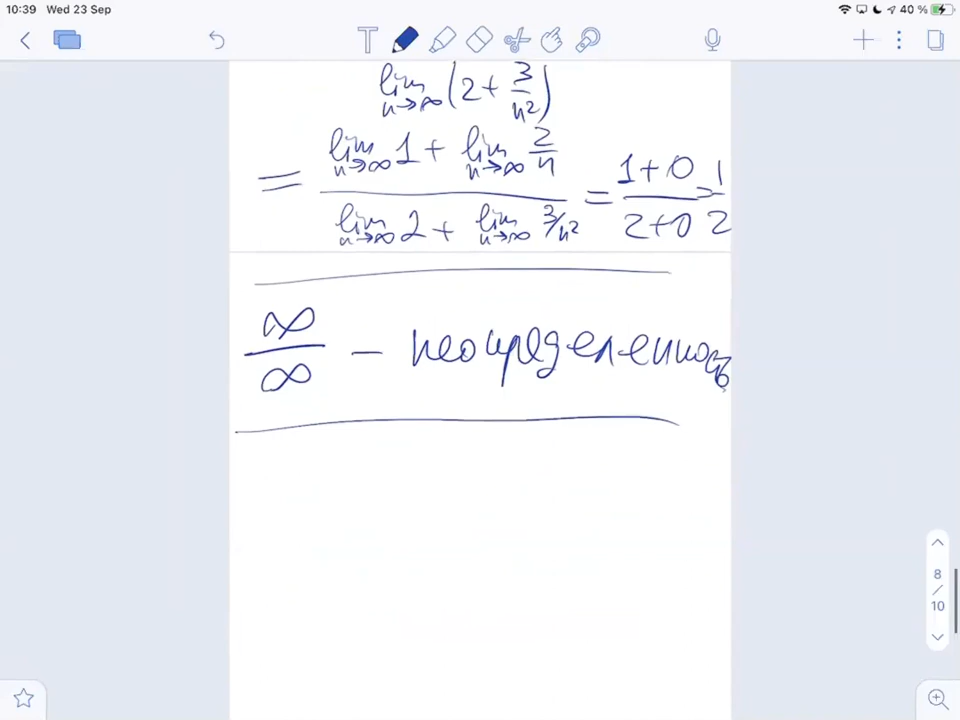 10:39 Wed 23 Sep 40 %
T
lim n→∞ (2 + 3/n²)
= (lim n→∞ 1 + lim n→∞ 2/n) / (lim n→∞ 2 + lim n→∞ 3/n²) = (1+0)/(2+0) = 1/2
∞/∞ — неопределенность
8
/
10